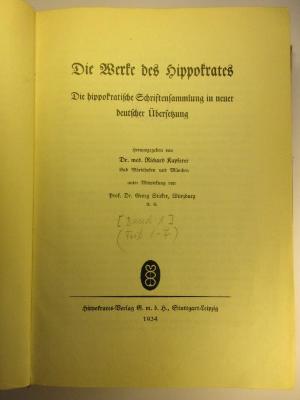 Die Werke des Hippokrates
Die hippokratische Schriftensammlung in neuer
deutscher Übersetzung
Herausgegeben von
Dr. med. Richard Kapferer
Bad Wörishofen und München
unter Mitwirkung von
Prof. Dr. Georg Sticker, Würzburg
u. a.
[Band 1]
(Teil 1-7)
Hippokrates-Verlag G. m. b. H., Stuttgart-Leipzig
1934